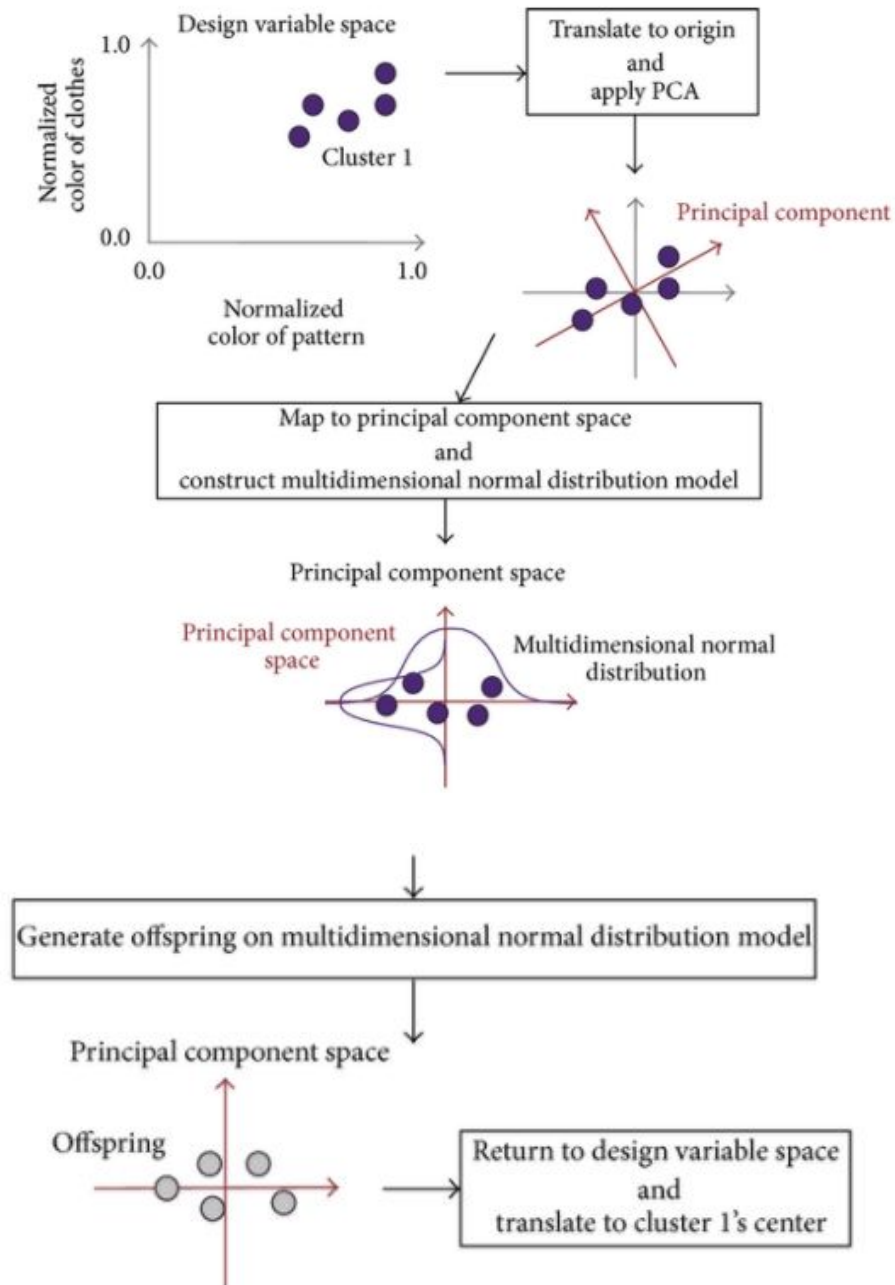 Design variable space
1.0
Normalized
color of clothes
Cluster 1
0.0
0.0
1.0
Normalized
color of pattern
Translate to origin
and
apply PCA
Principal component
Map to principal component space
and
construct multidimensional normal distribution model
Principal component space
Principal component
space
Multidimensional normal
distribution
Generate offspring on multidimensional normal distribution model
Principal component space
Offspring
Return to design variable space
and
translate to cluster 1's center